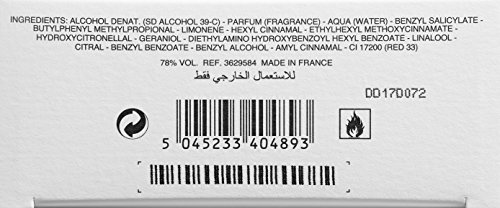 INGREDIENTS: ALCOHOL DENAT. (SD ALCOHOL 39-C) - PARFUM (FRAGRANCE) - AQUA (WATER) - BENZYL SALICYLATE -
BUTYLPHENYL METHYLPROPIONAL - LIMONENE - HEXYL CINNAMAL - ETHYLHEXYL METHOXYCINNAMATE -
HYDROXYCITRONELLAL - GERANIOL - DIETHYLAMINO HYDROXYBENZOYL HEXYL BENZOATE - LINALOOL -
CITRAL - BENZYL BENZOATE - BENZYL ALCOHOL - AMYL CINNAMAL - CI 17200 (RED 33)
78% VOL. REF. 3629584 MADE IN FRANCE
للاستعمال الخارجي فقط
DD17D072
5 045233 404893